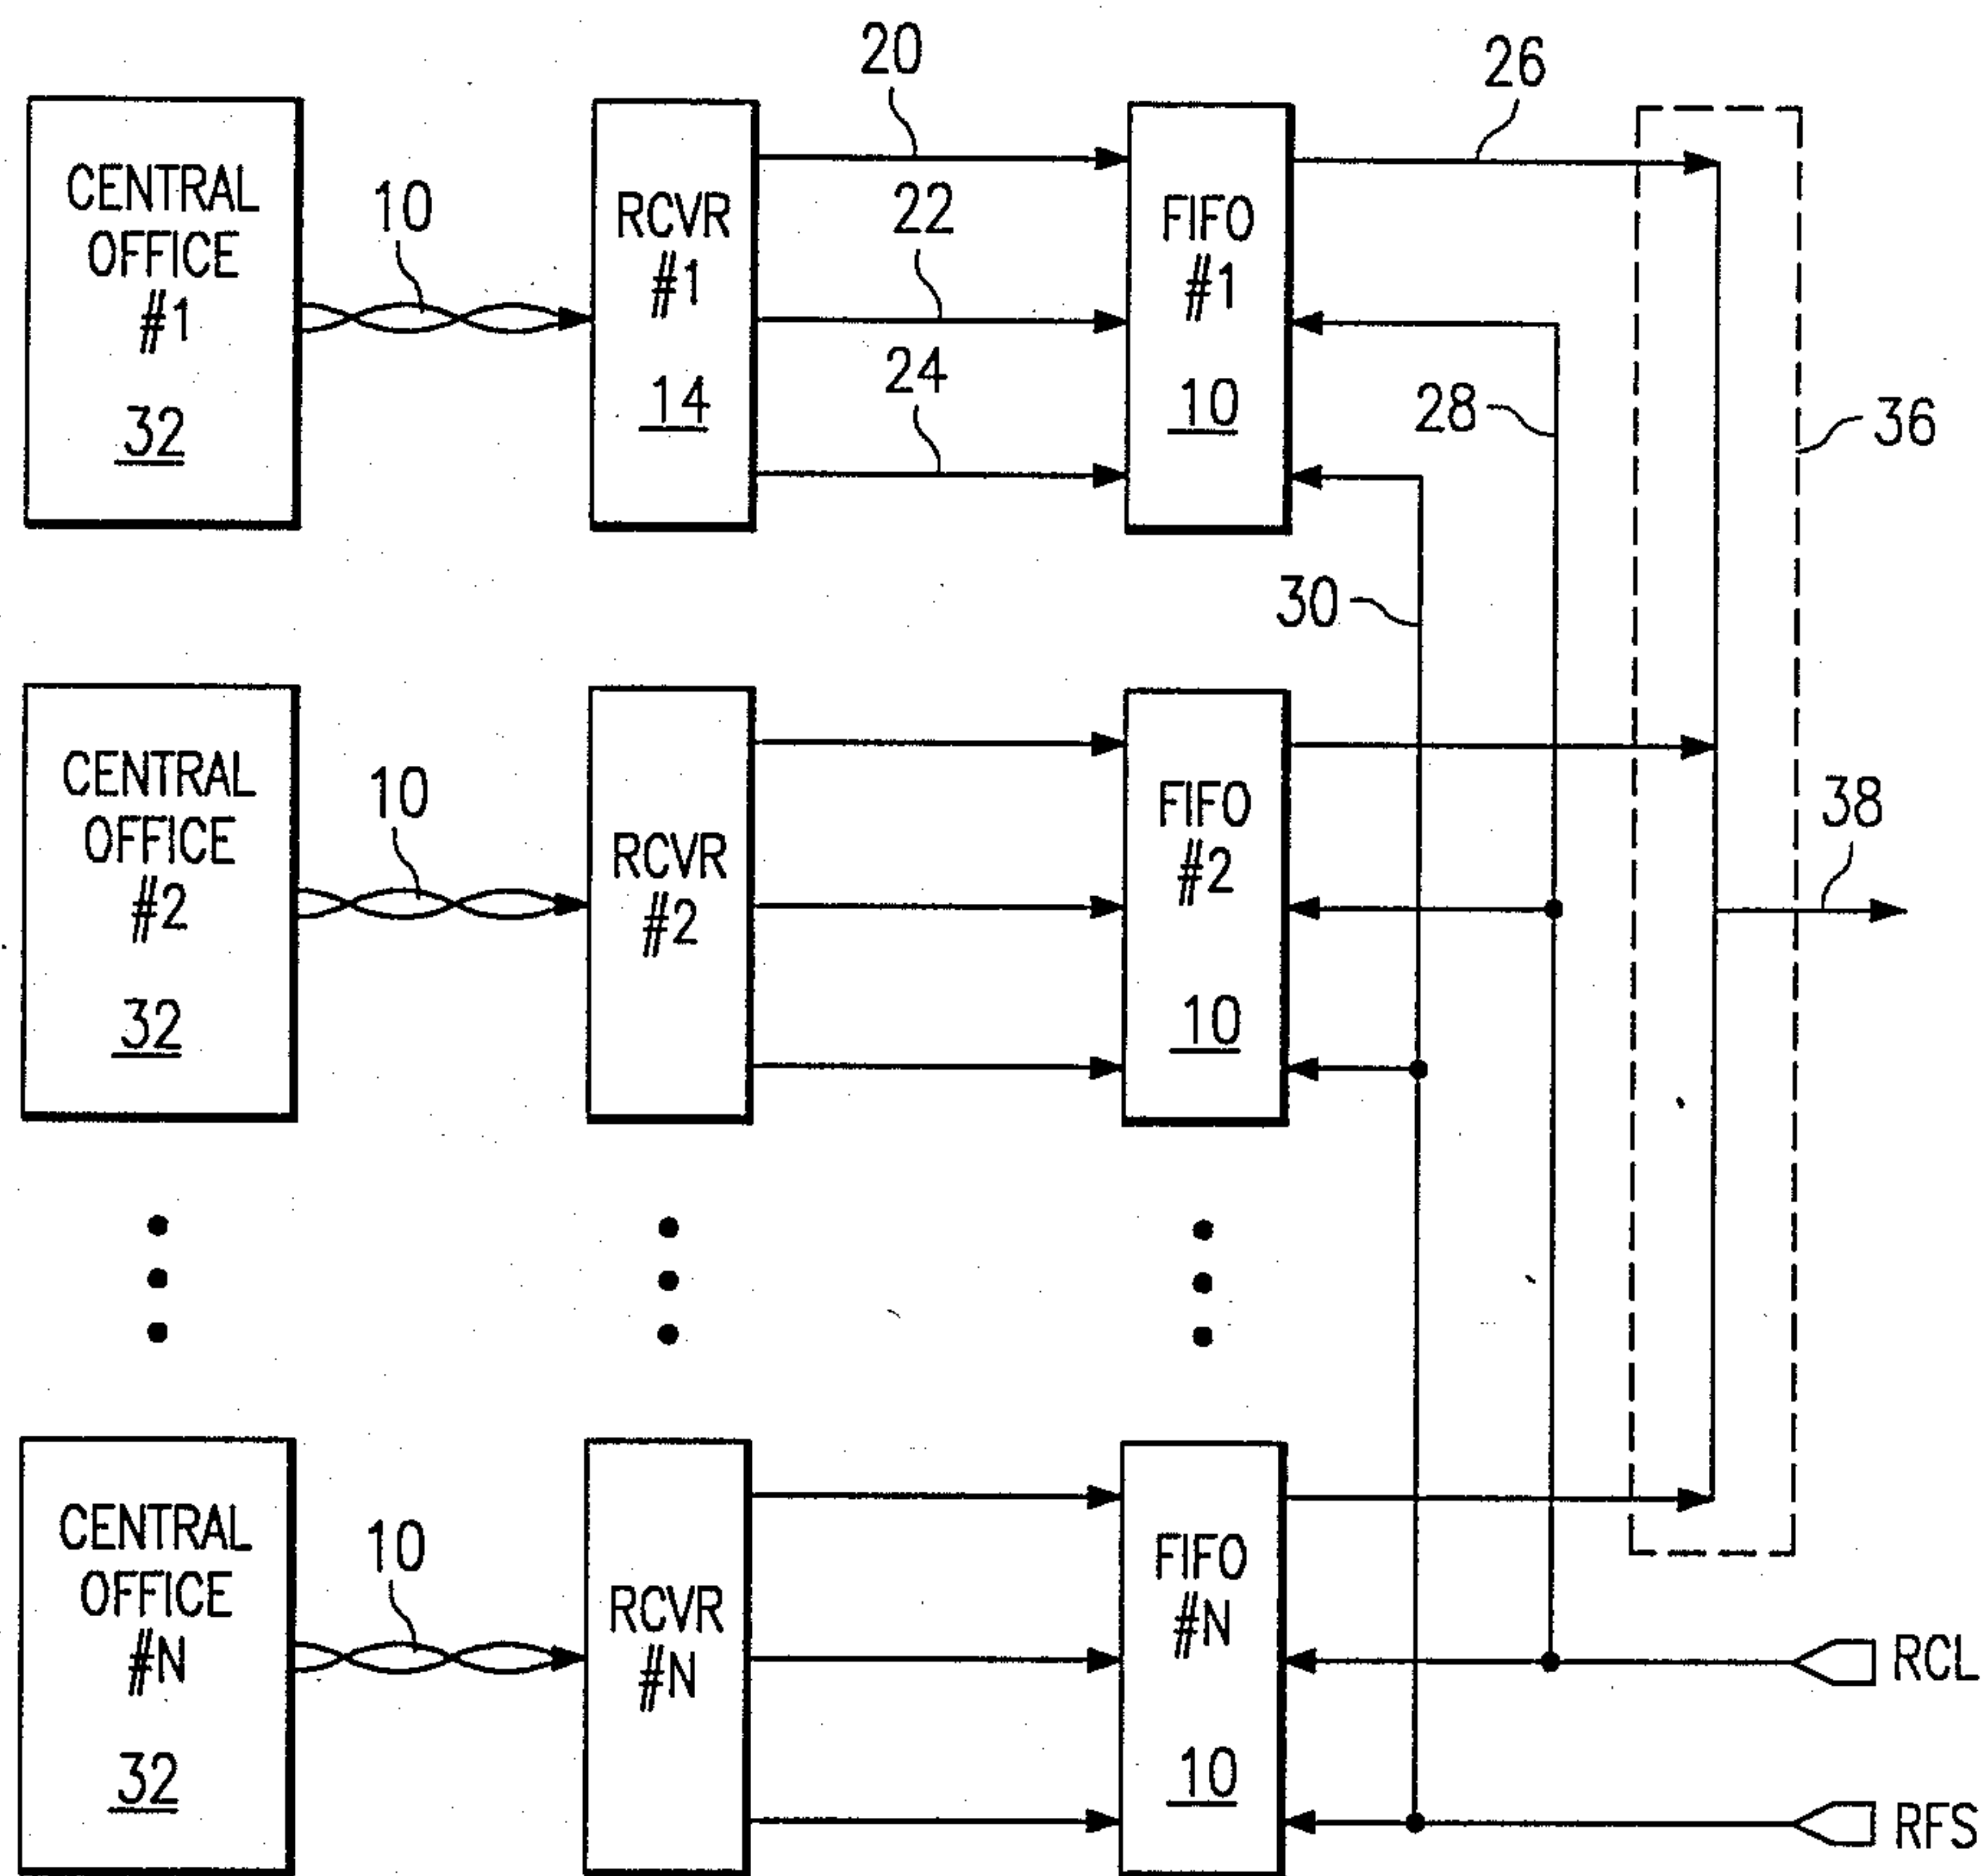 20
26
CENTRAL
OFFICE
#1
32
10
RCVR
#1
14
22
24
FIFO
#1
10
28
36
30
CENTRAL
OFFICE
#2
32
10
RCVR
#2
FIFO
#2
10
38
CENTRAL
OFFICE
#N
32
10
RCVR
#N
FIFO
#N
10
RCL
RFS